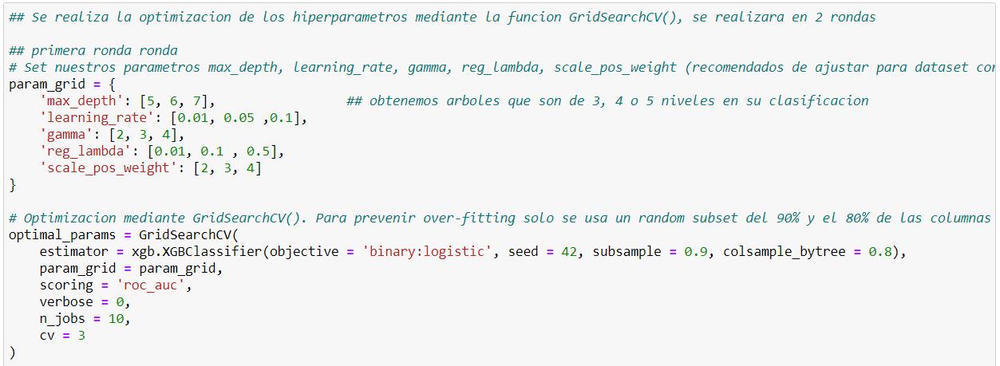 ## Se realiza la optimizacion de los hiperparametros mediante la funcion GridSearchCV(), se realizara en 2 rondas
## primera ronda ronda
# Set nuestros parametros max_depth, learning_rate, gamma, reg_lambda, scale_pos_weight (recomendados de ajustar para dataset con
param_grid = {
    'max_depth': [5, 6, 7],                 ## obtenemos arboles que son de 3, 4 o 5 niveles en su clasificacion
    'learning_rate': [0.01, 0.05 ,0.1],
    'gamma': [2, 3, 4],
    'reg_lambda': [0.01, 0.1 , 0.5],
    'scale_pos_weight': [2, 3, 4]
}
# Optimizacion mediante GridSearchCV(). Para prevenir over-fitting solo se usa un random subset del 90% y el 80% de las columnas
optimal_params = GridSearchCV(
    estimator = xgb.XGBClassifier(objective = 'binary:logistic', seed = 42, subsample = 0.9, colsample_bytree = 0.8),
    param_grid = param_grid,
    scoring = 'roc_auc',
    verbose = 0,
    n_jobs = 10,
    cv = 3
)